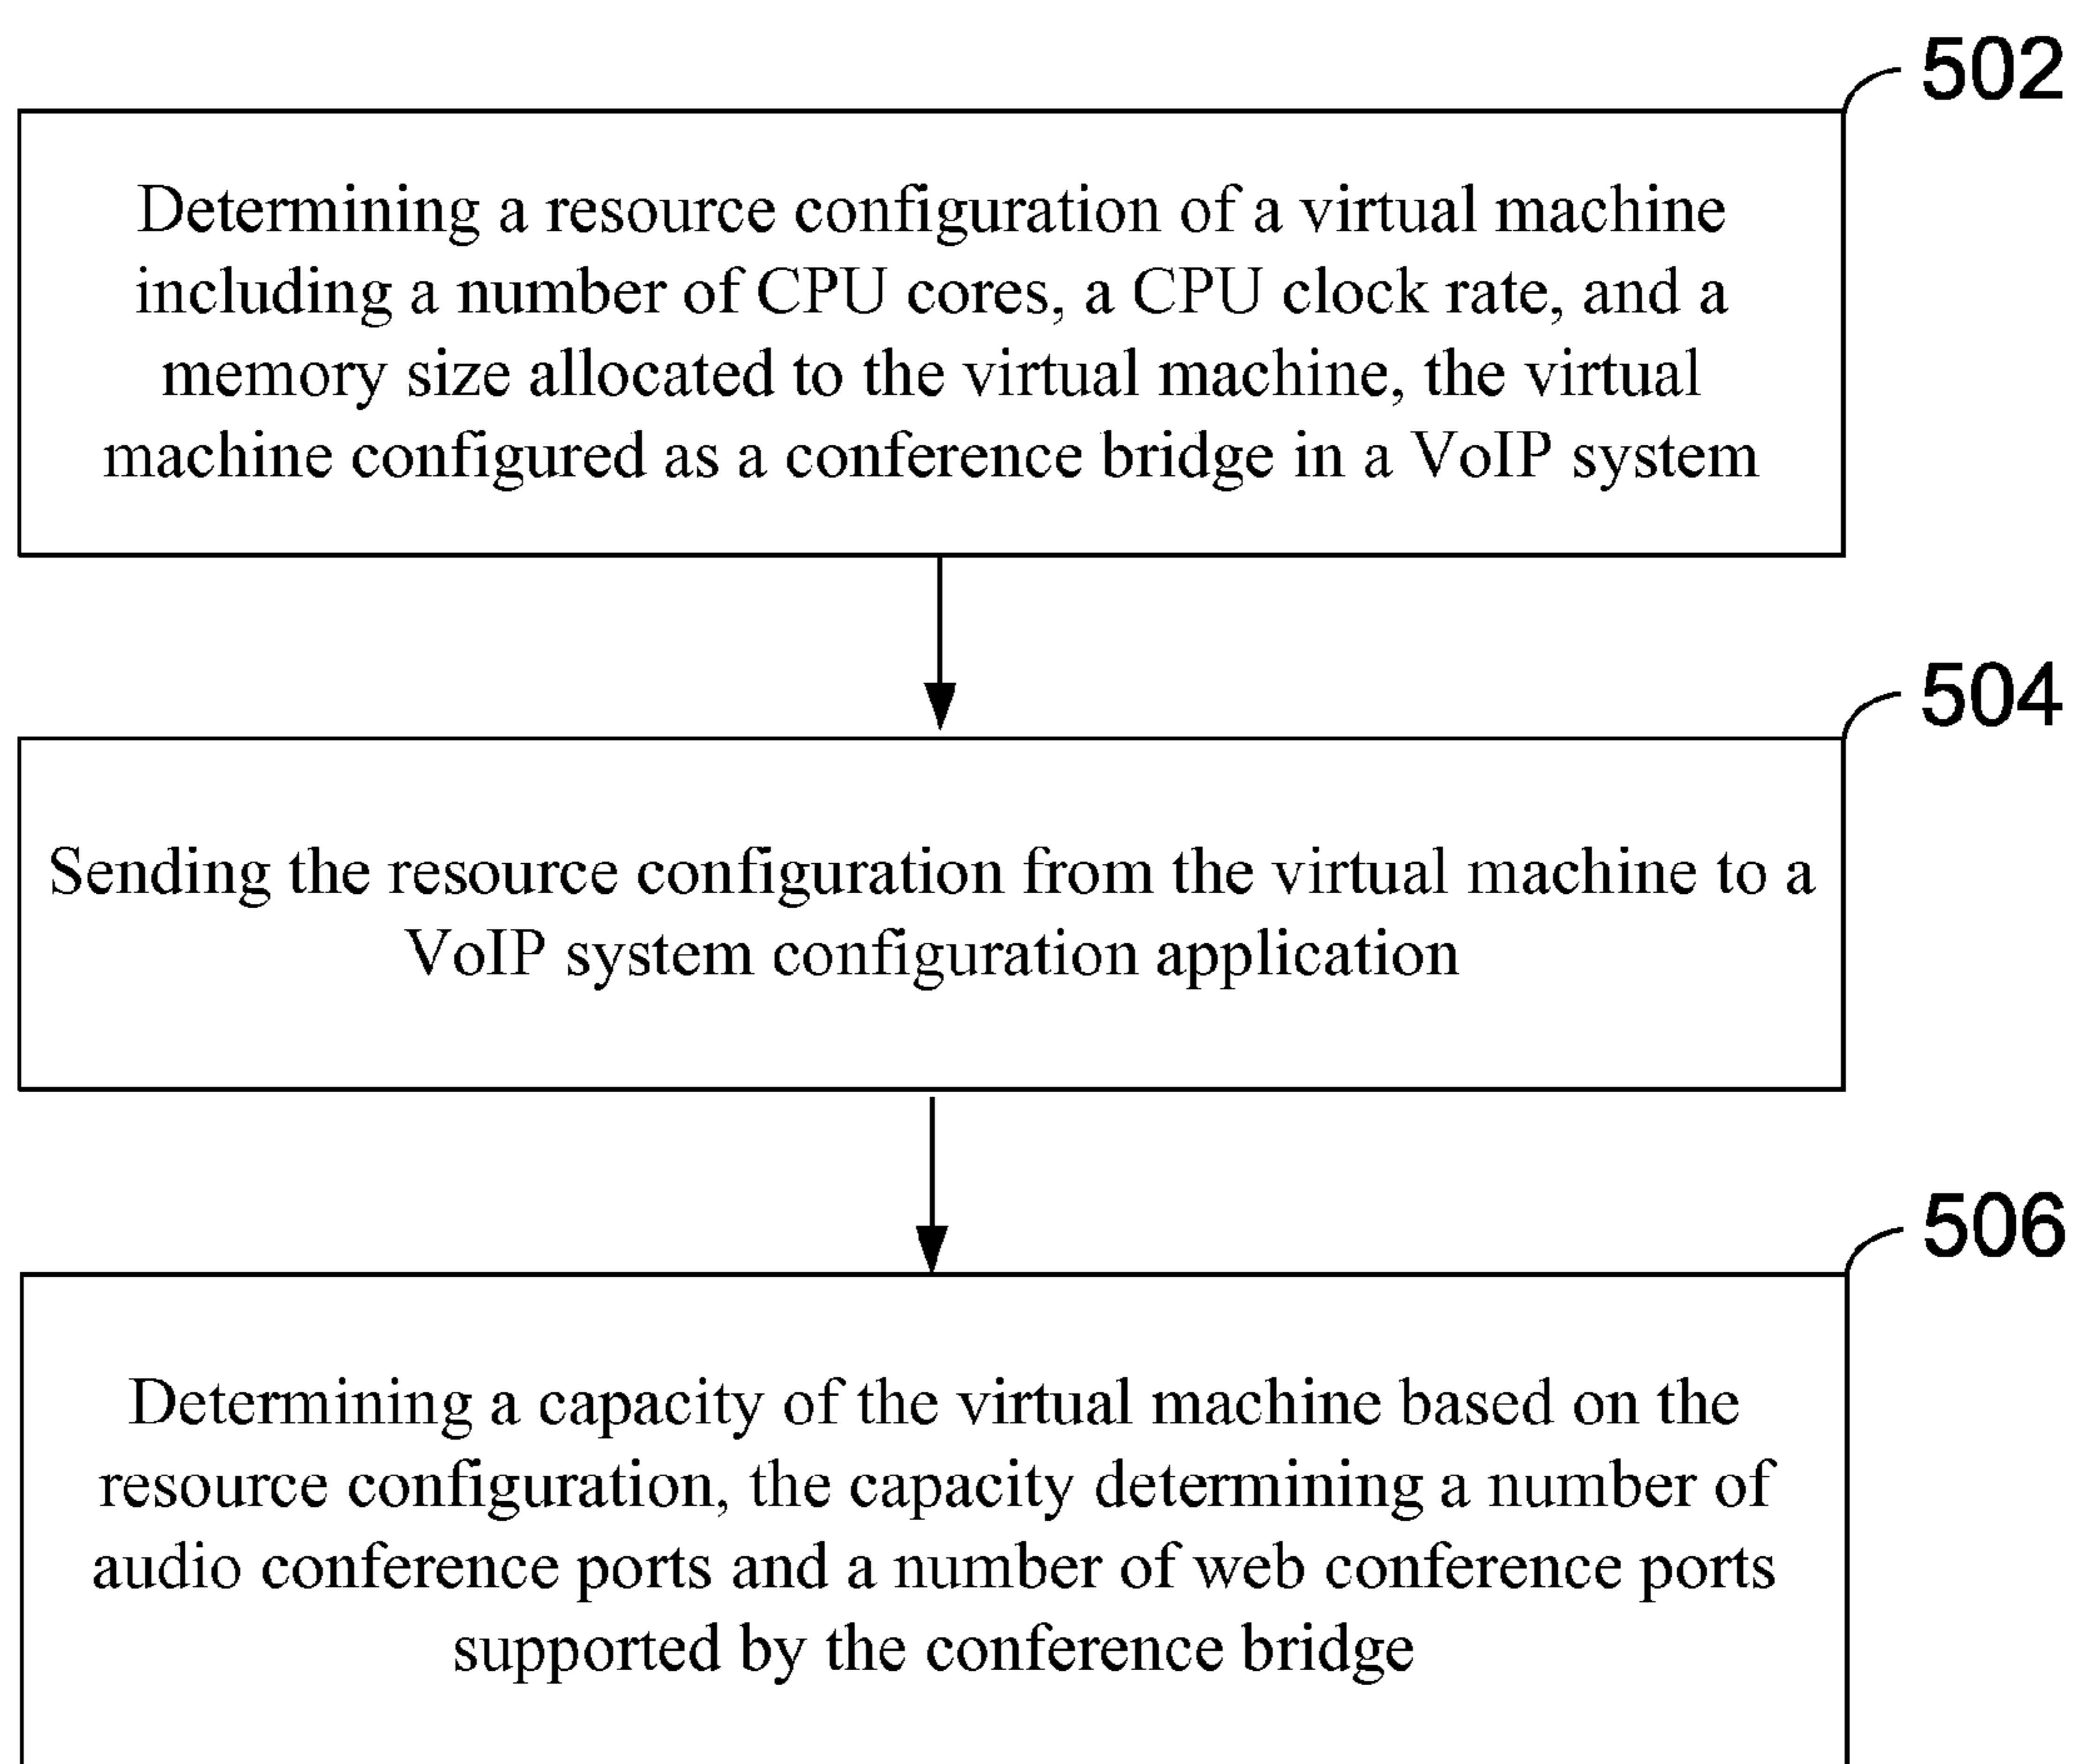 502
Determining a resource configuration of a virtual machine
including a number of CPU cores, a CPU clock rate, and a
memory size allocated to the virtual machine, the virtual
machine configured as a conference bridge in a VoIP system
504
Sending the resource configuration from the virtual machine to a
VoIP system configuration application
506
Determining a capacity of the virtual machine based on the
resource configuration, the capacity determining a number of
audio conference ports and a number of web conference ports
supported by the conference bridge